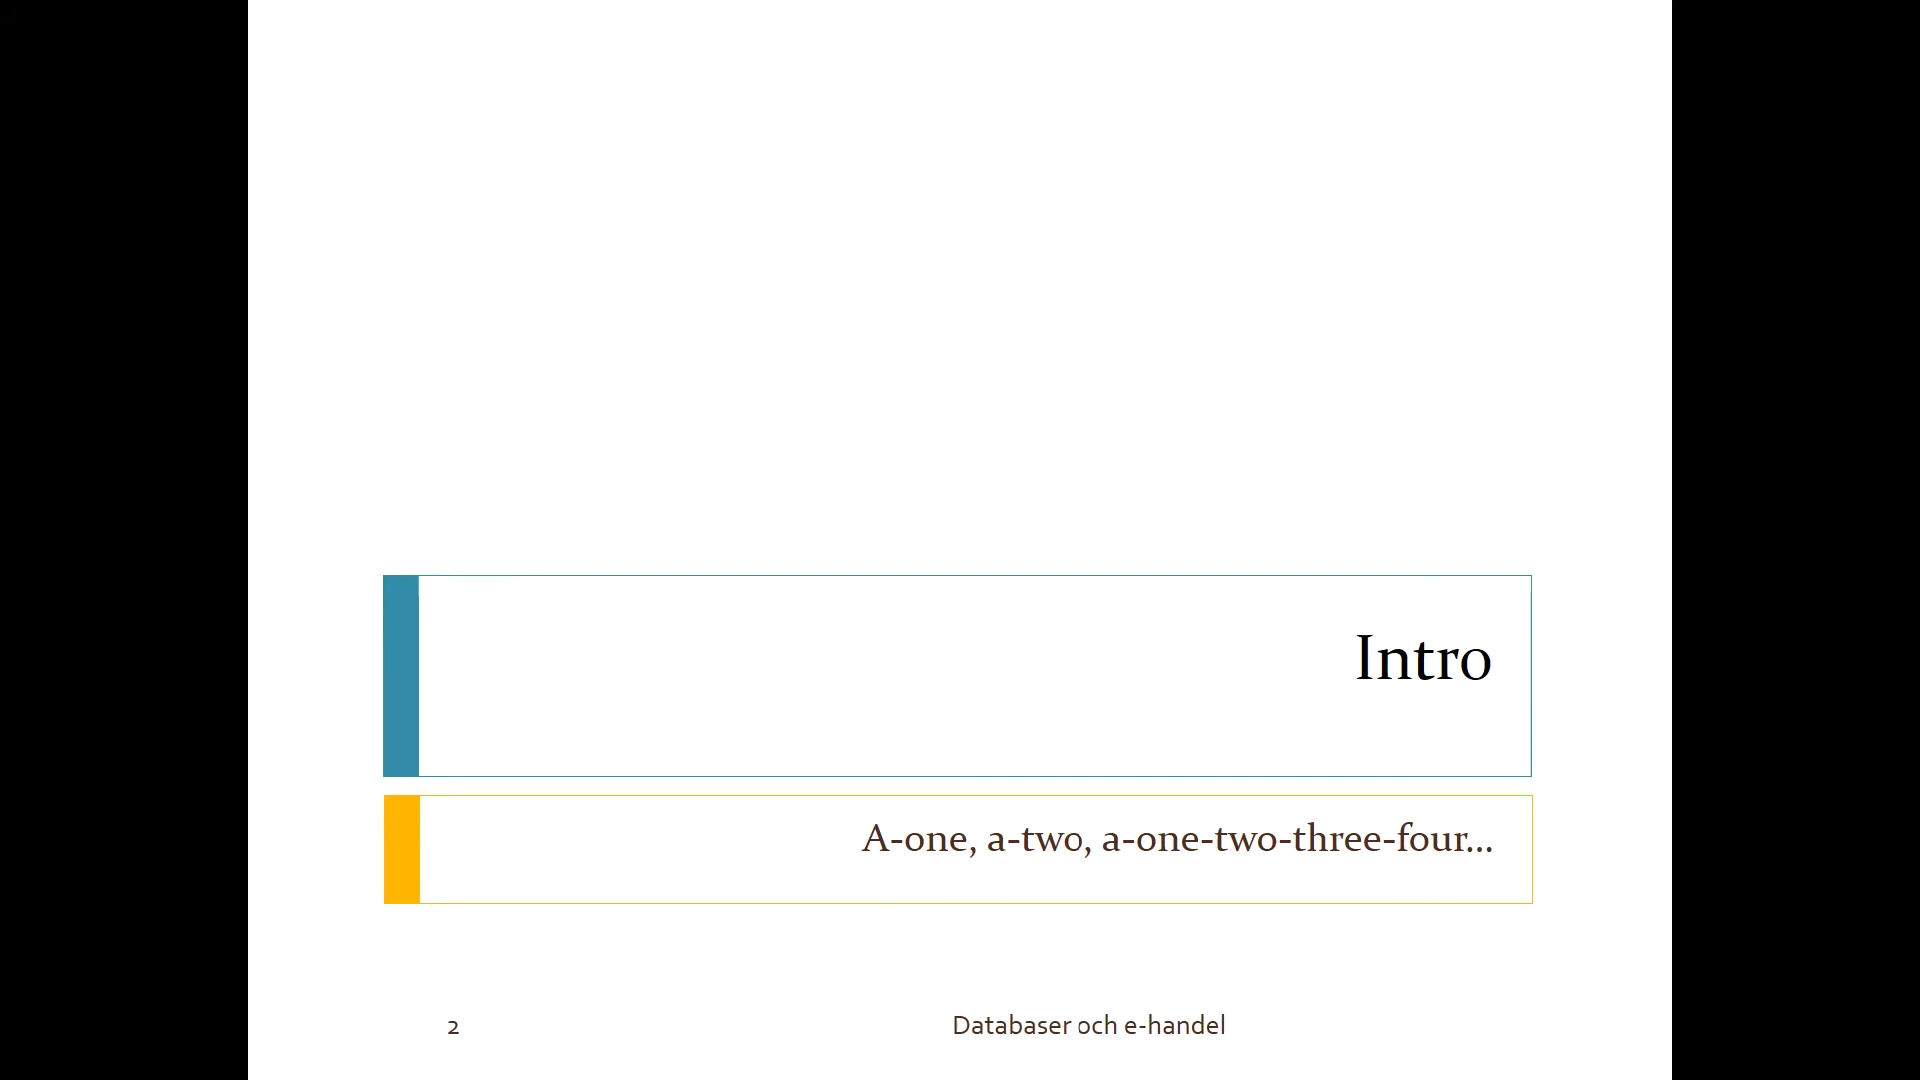 Intro
A-one, a-two, a-one-two-three-four...
2
Databaser och e-handel